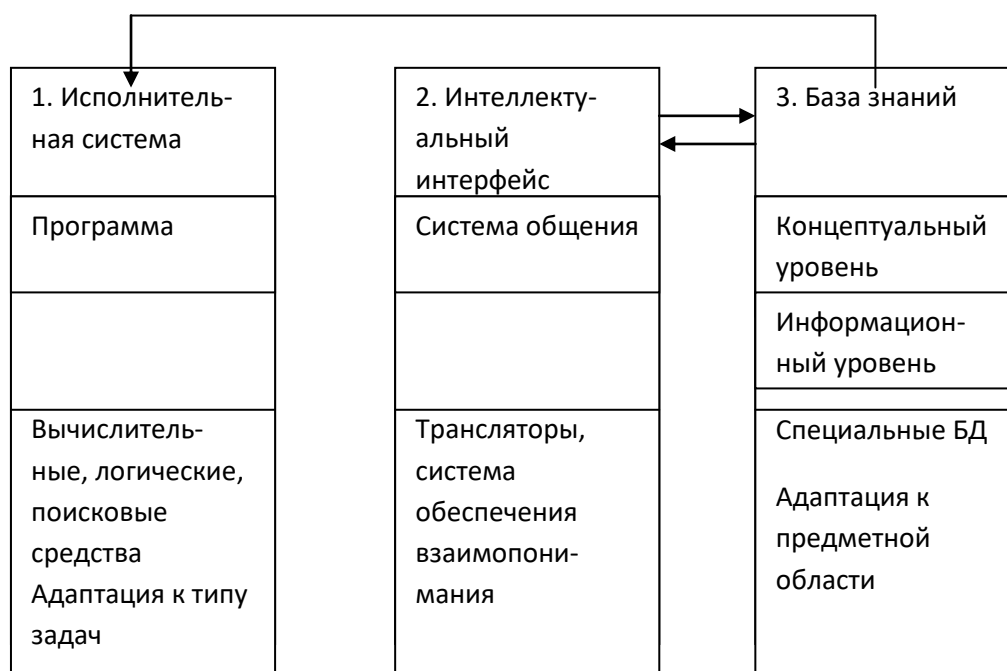 1. Исполнитель-
ная система
Программа
Вычислитель-
ные, логические,
поисковые
средства
Адаптация к типу
задач
2. Интеллекту-
альный
интерфейс
Система общения
Трансляторы,
система
обеспечения
взаимопони-
мания
3. База знаний
Концептуальный
уровень
Информацион-
ный уровень
Специальные БД
Адаптация к
предметной
области